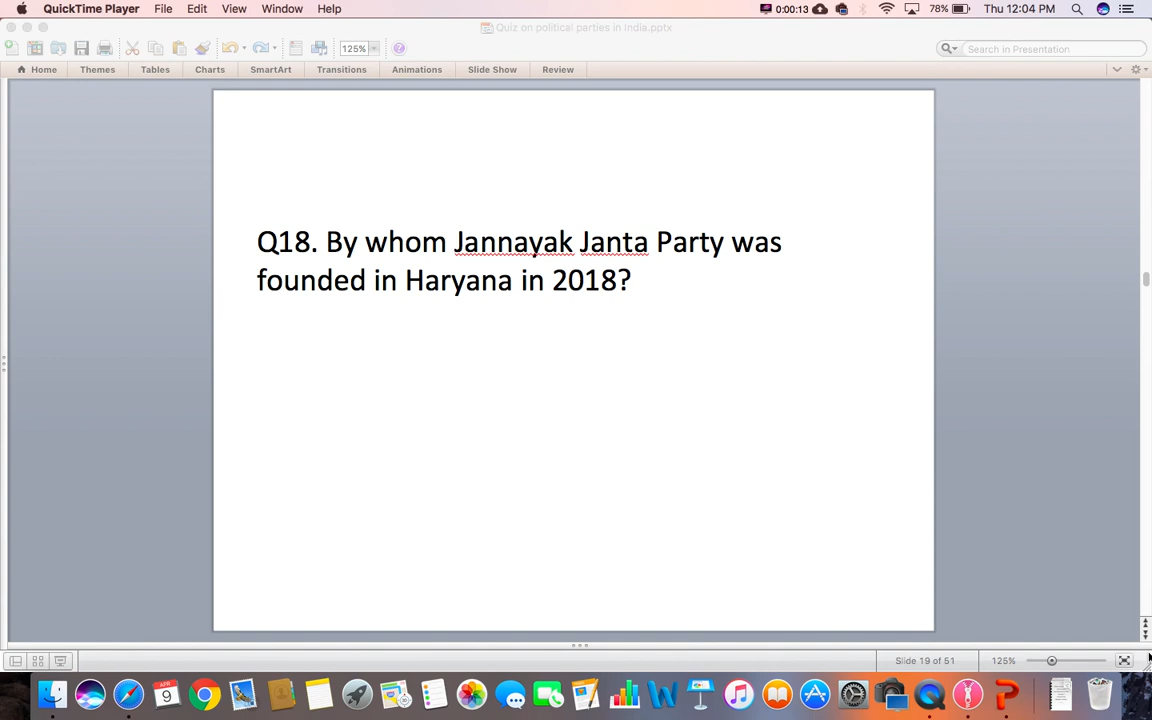 QuickTime Player File Edit View Window Help 0:00:13 78% Thu 12:04 PM
Quiz on political parties in India.pptx
125% Search in Presentation
Home Themes Tables Charts SmartArt Transitions Animations Slide Show Review
Q18. By whom Jannayak Janta Party was
founded in Haryana in 2018?
Slide 19 of 51 125%
APR
9